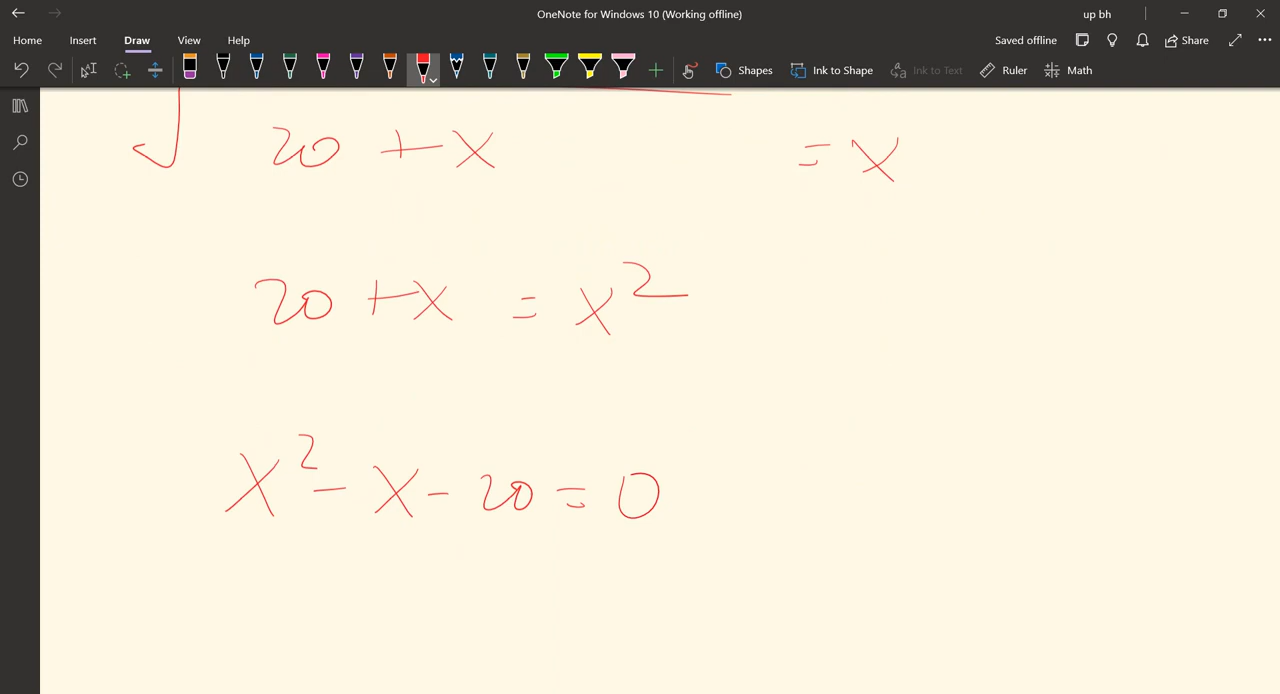 OneNote for Windows 10 (Working offline)
up bh
Home Insert Draw View Help
Saved offline
Share
Shapes
Ink to Shape
Ink to Text
Ruler
Math
√20 + x = x
20 + x = x²
x² - x - 20 = 0